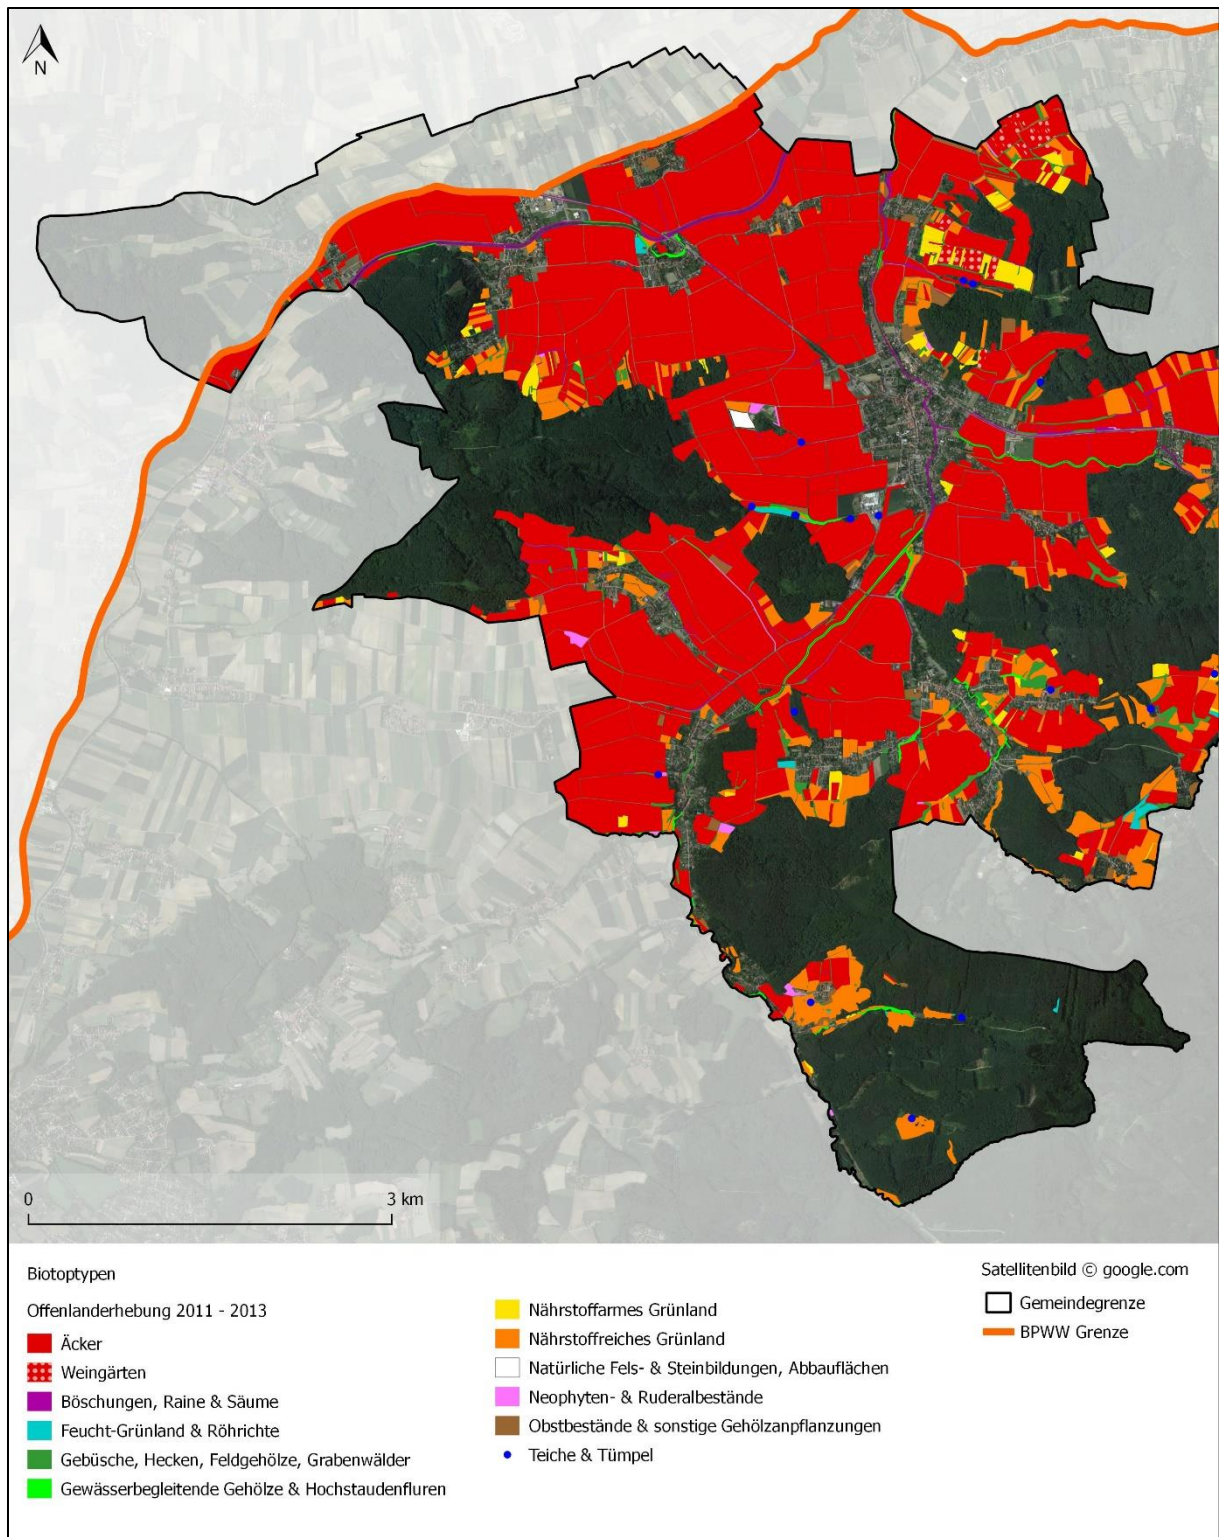 N
0
3 km
Biotoptypen
Offenlanderhebung 2011 - 2013
Äcker
Weingärten
Böschungen, Raine & Säume
Feucht-Grünland & Röhrichte
Gebüsche, Hecken, Feldgehölze, Grabenwälder
Gewässerbegleitende Gehölze & Hochstaudenfluren
Nährstoffarmes Grünland
Nährstoffreiches Grünland
Natürliche Fels- & Steinbildungen, Abbauflächen
Neophyten- & Ruderalbestände
Obstbestände & sonstige Gehölzanpflanzungen
Teiche & Tümpel
Satellitenbild © google.com
Gemeindegrenze
BPWW Grenze